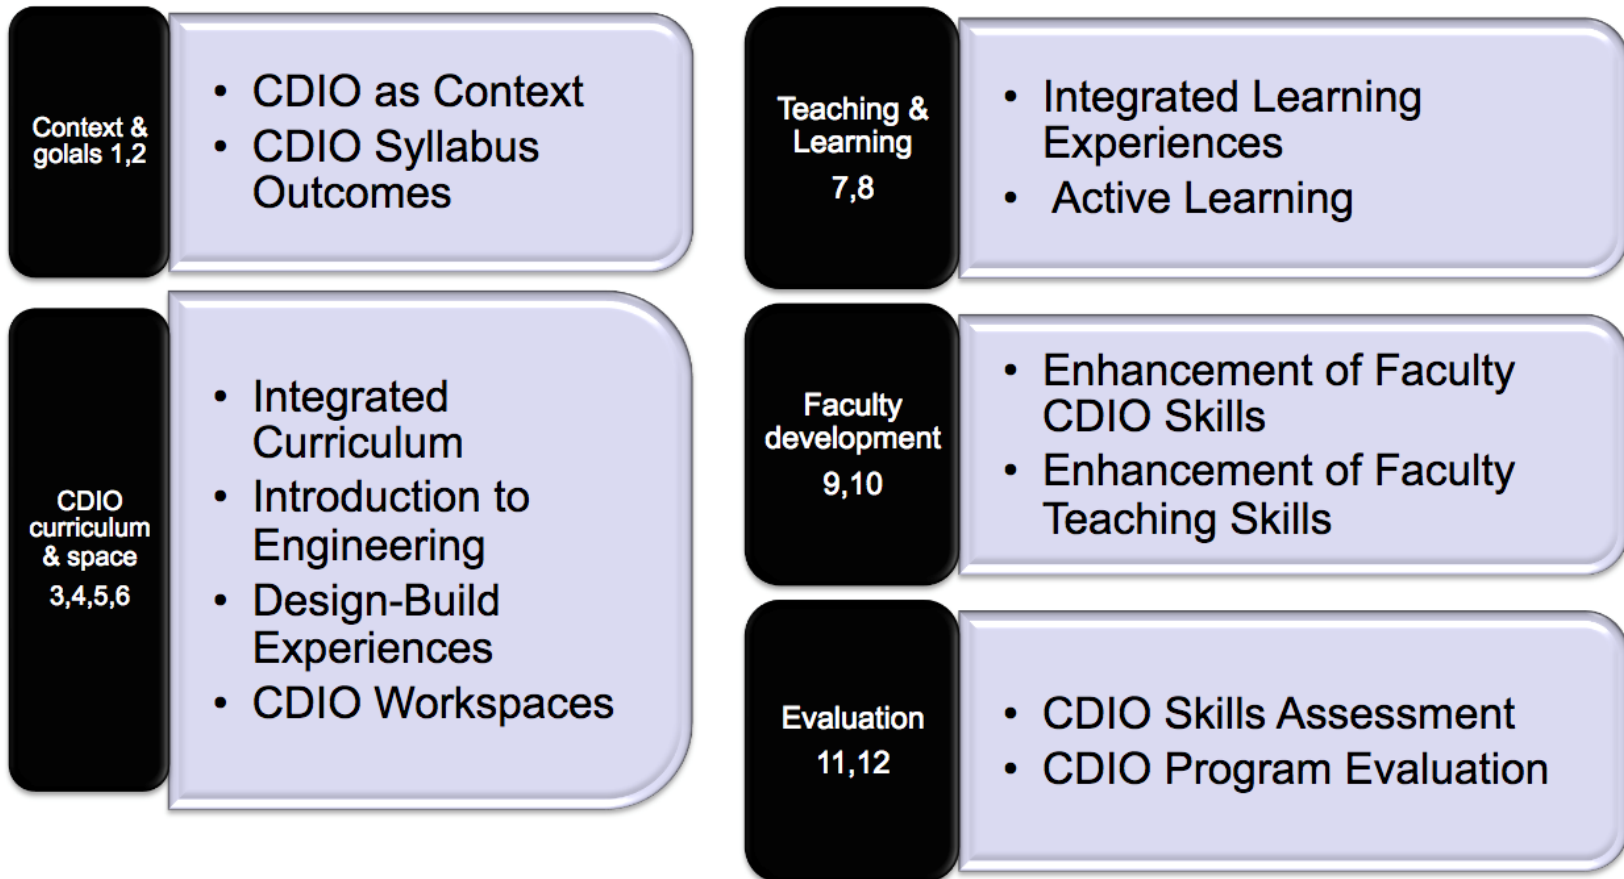 Context &
golals 1,2
• CDIO as Context
• CDIO Syllabus
Outcomes
CDIO
curriculum
& space
3,4,5,6
• Integrated
Curriculum
• Introduction to
Engineering
• Design-Build
Experiences
• CDIO Workspaces
Teaching &
Learning
7,8
• Integrated Learning
Experiences
• Active Learning
Faculty
development
9,10
• Enhancement of Faculty
CDIO Skills
• Enhancement of Faculty
Teaching Skills
Evaluation
11,12
• CDIO Skills Assessment
• CDIO Program Evaluation